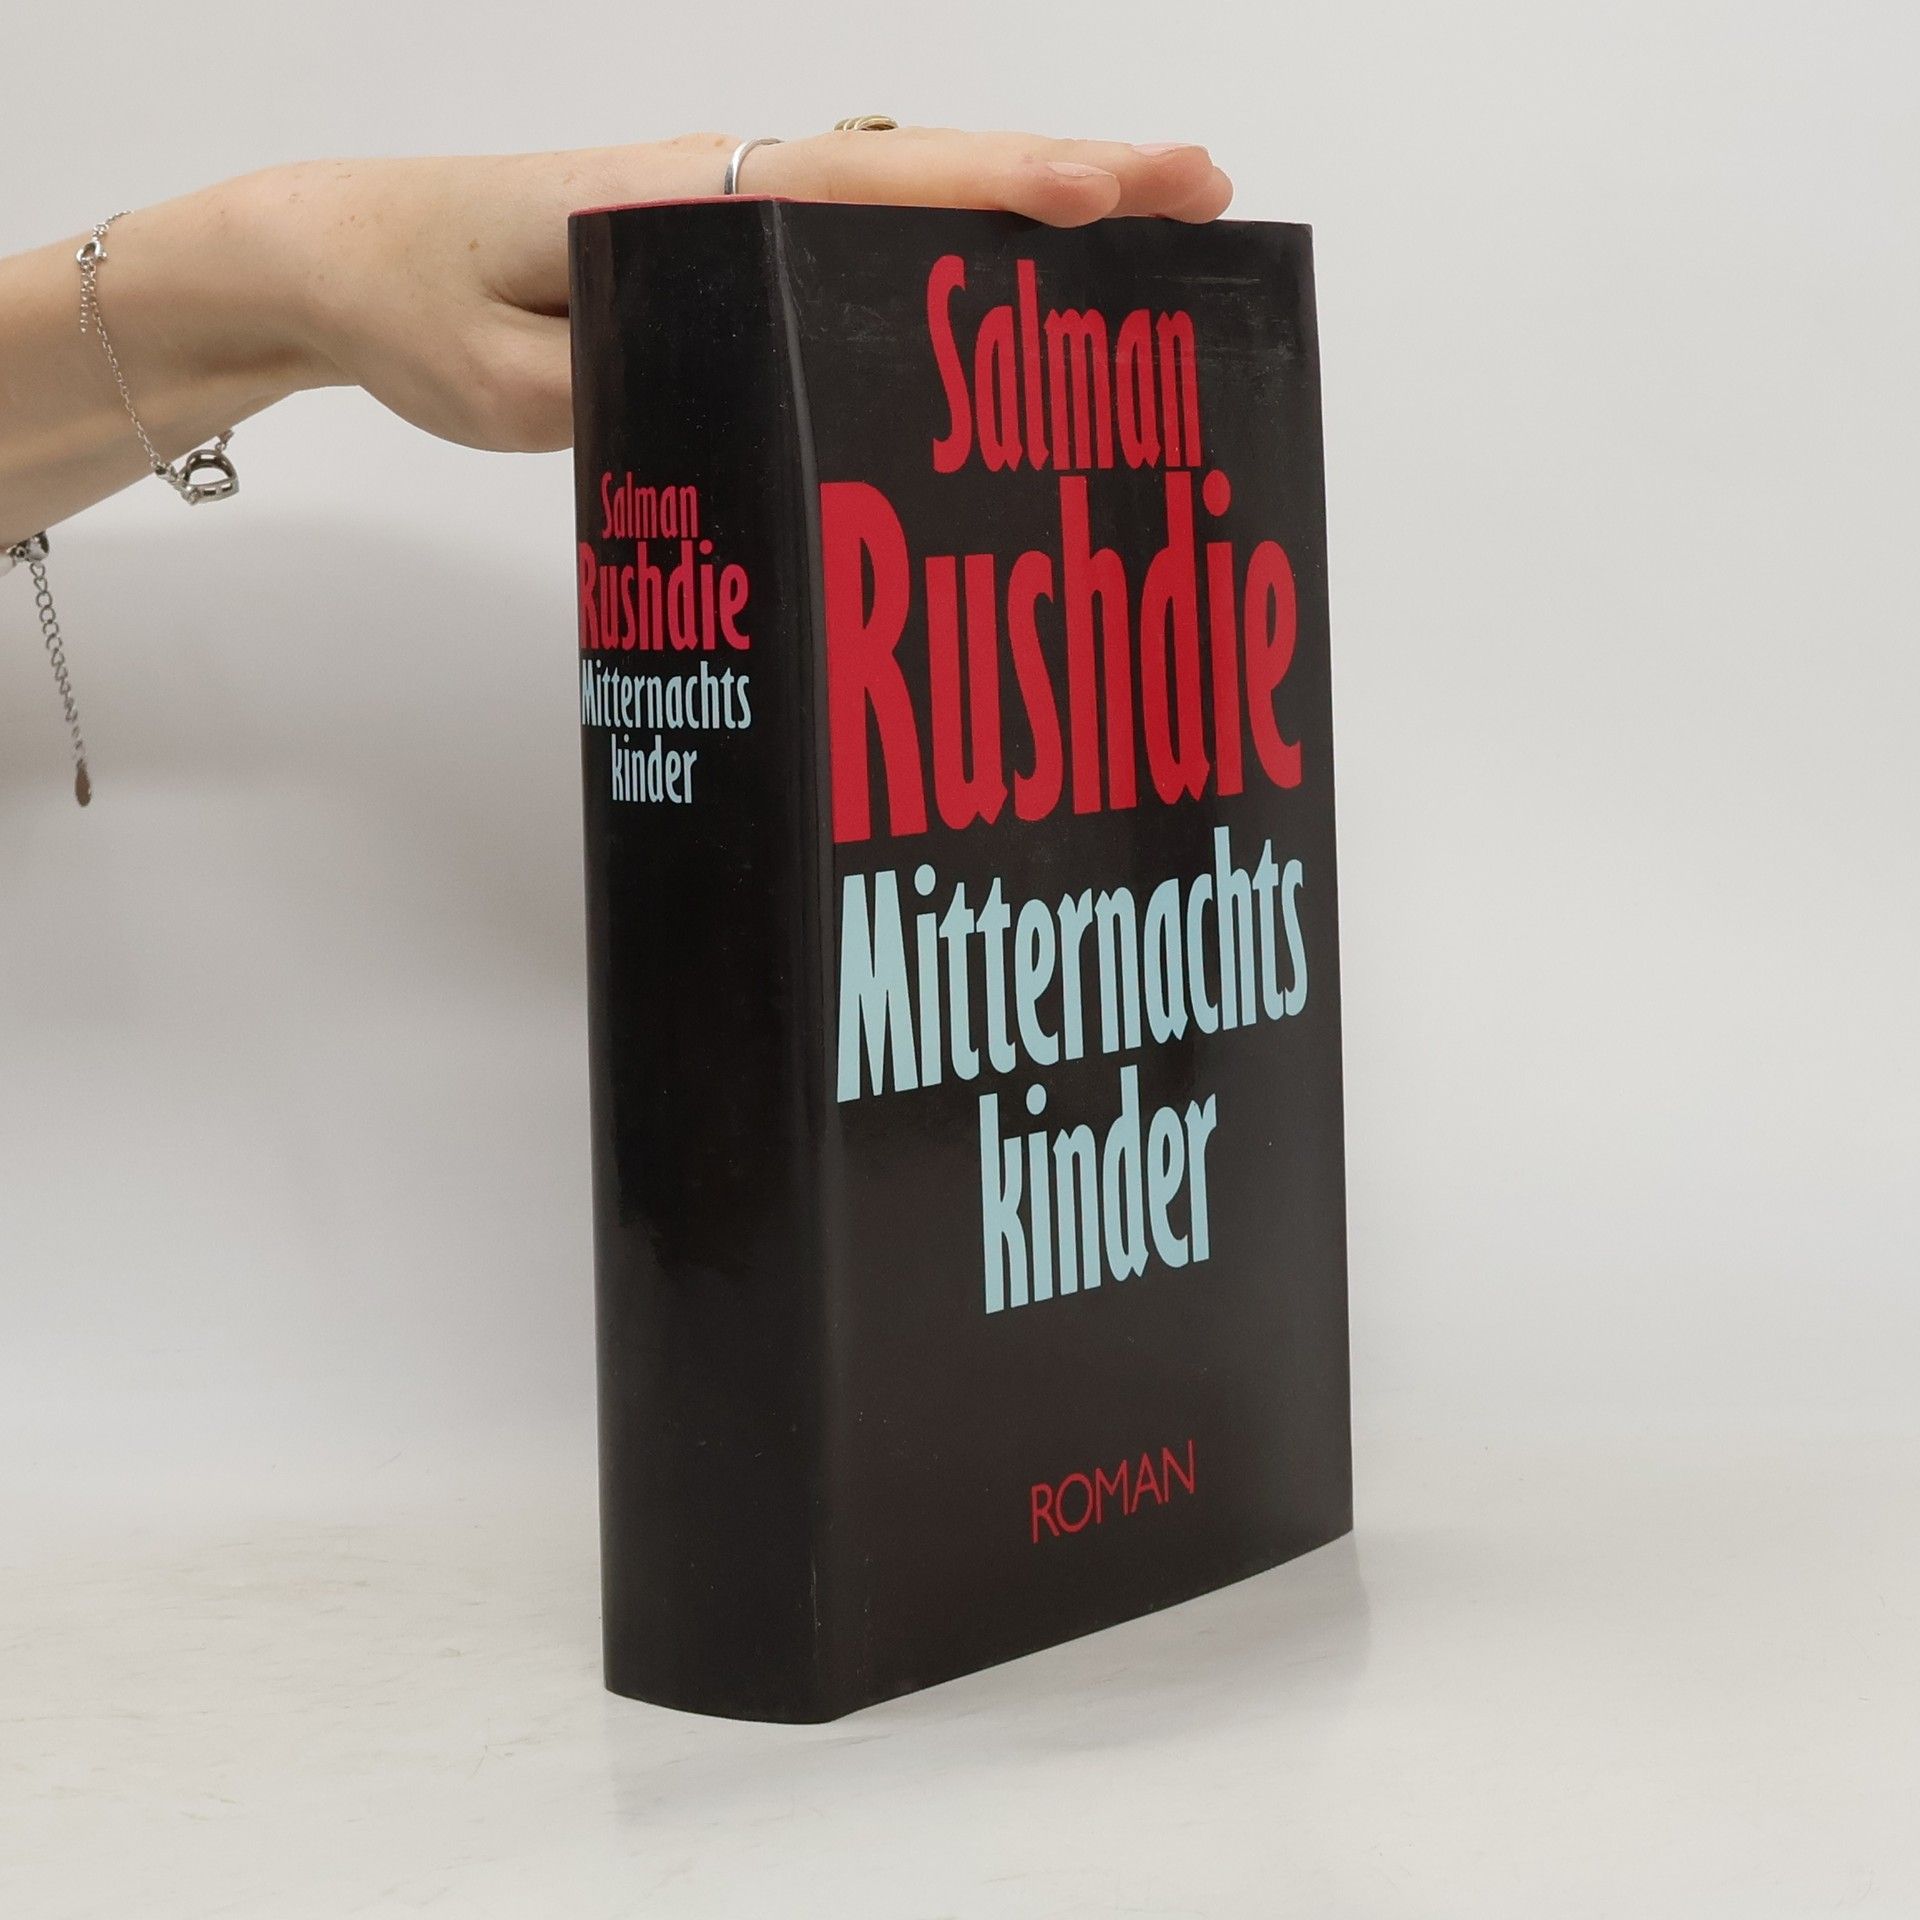 Salman
Rushdie
Mitternachts
kinder
Salman
Rushdie
Mitternachts
kinder
ROMAN